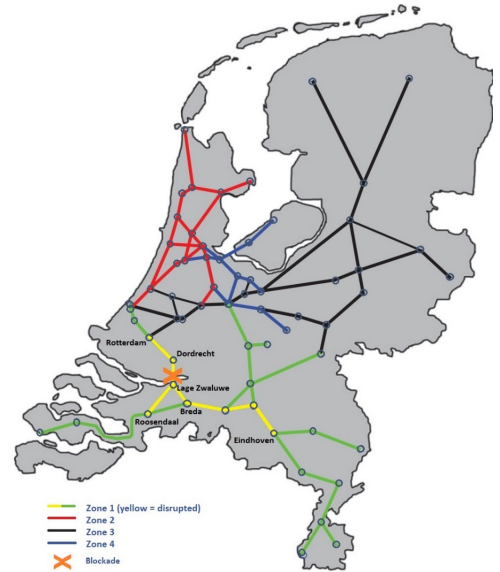 Rotterdam
Dordrecht
Lage Zwaluwe
Breda
Roosendaal
Eindhoven
Zone 1 (yellow = disrupted)
Zone 2
Zone 3
Zone 4
Blockade